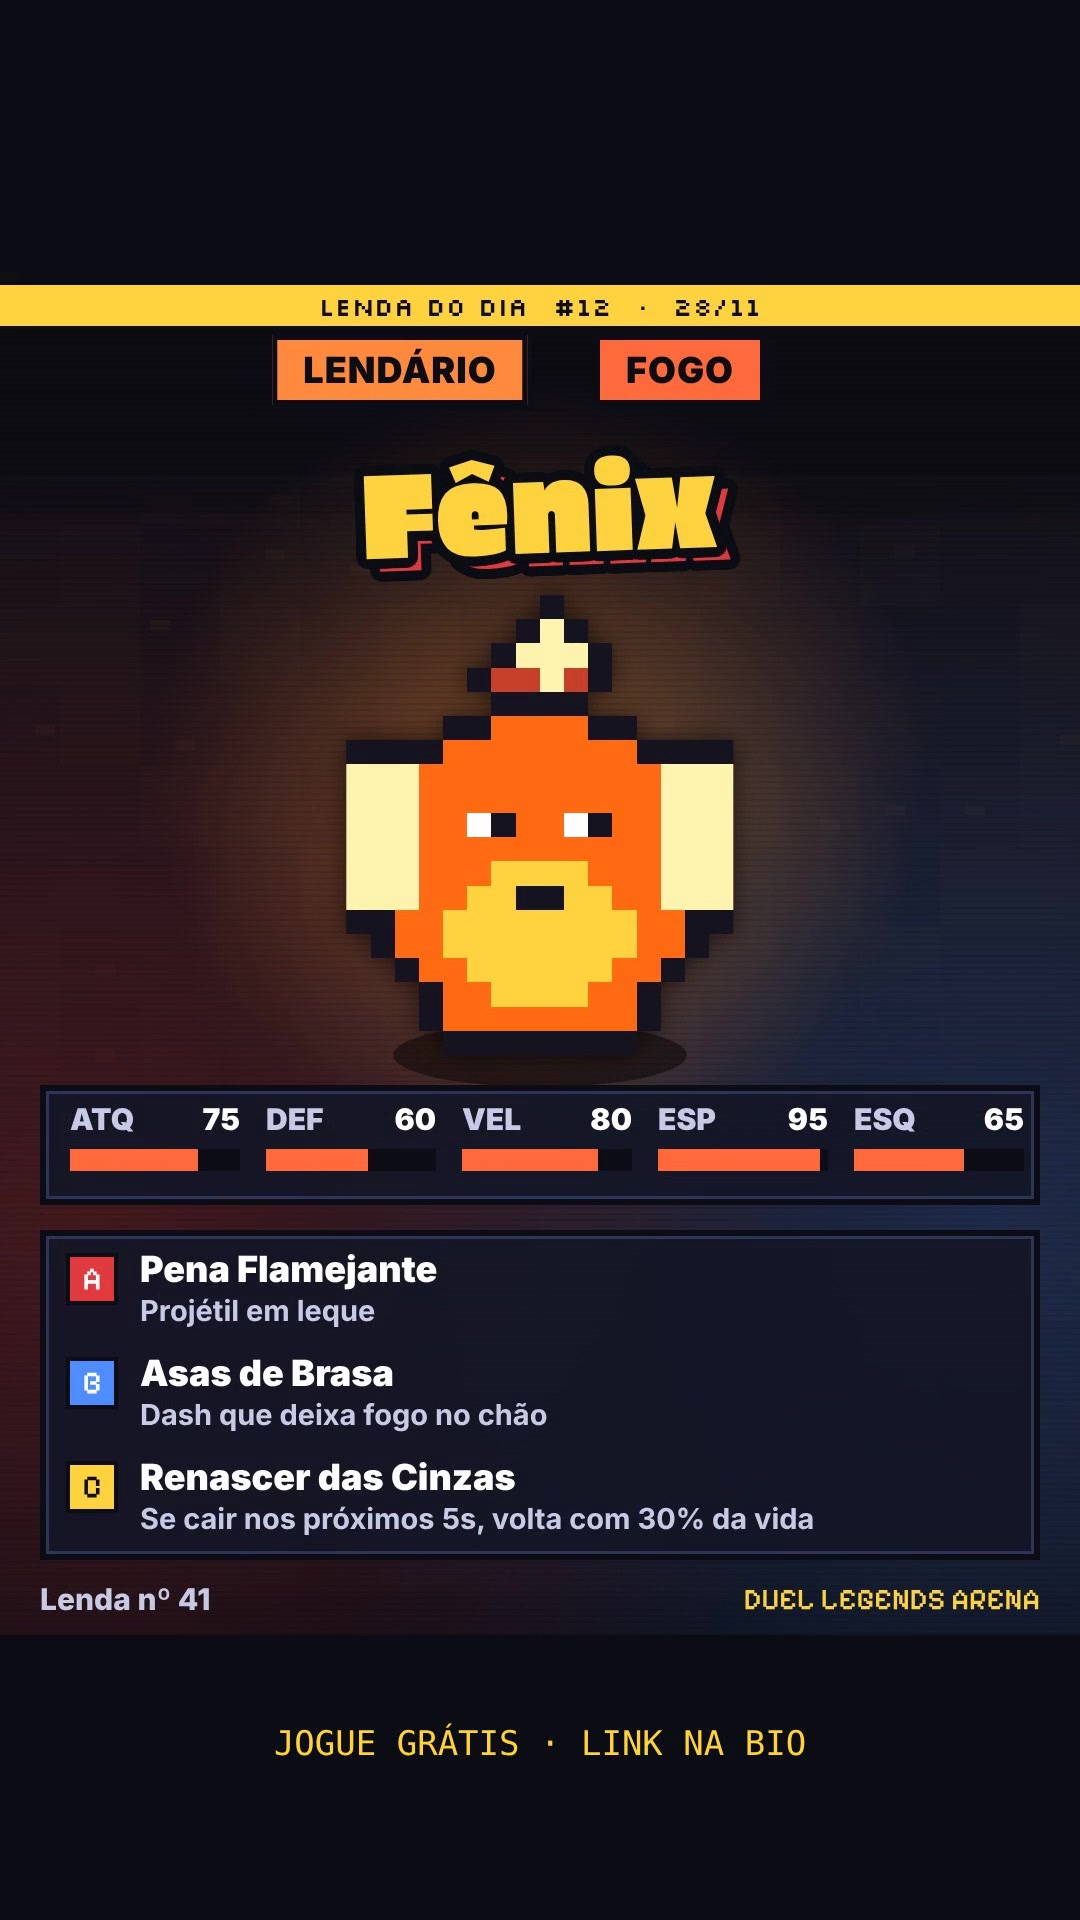 LENDA DO DIA #12 · 28/11
LENDÁRIO FOGO
Fênix
ATQ 75 DEF 60 VEL 80 ESP 95 ESQ 65
A Pena Flamejante
Projétil em leque
B Asas de Brasa
Dash que deixa fogo no chão
C Renascer das Cinzas
Se cair nos próximos 5s, volta com 30% da vida
Lenda nº 41 DUEL LEGENDS ARENA
JOGUE GRÁTIS · LINK NA BIO